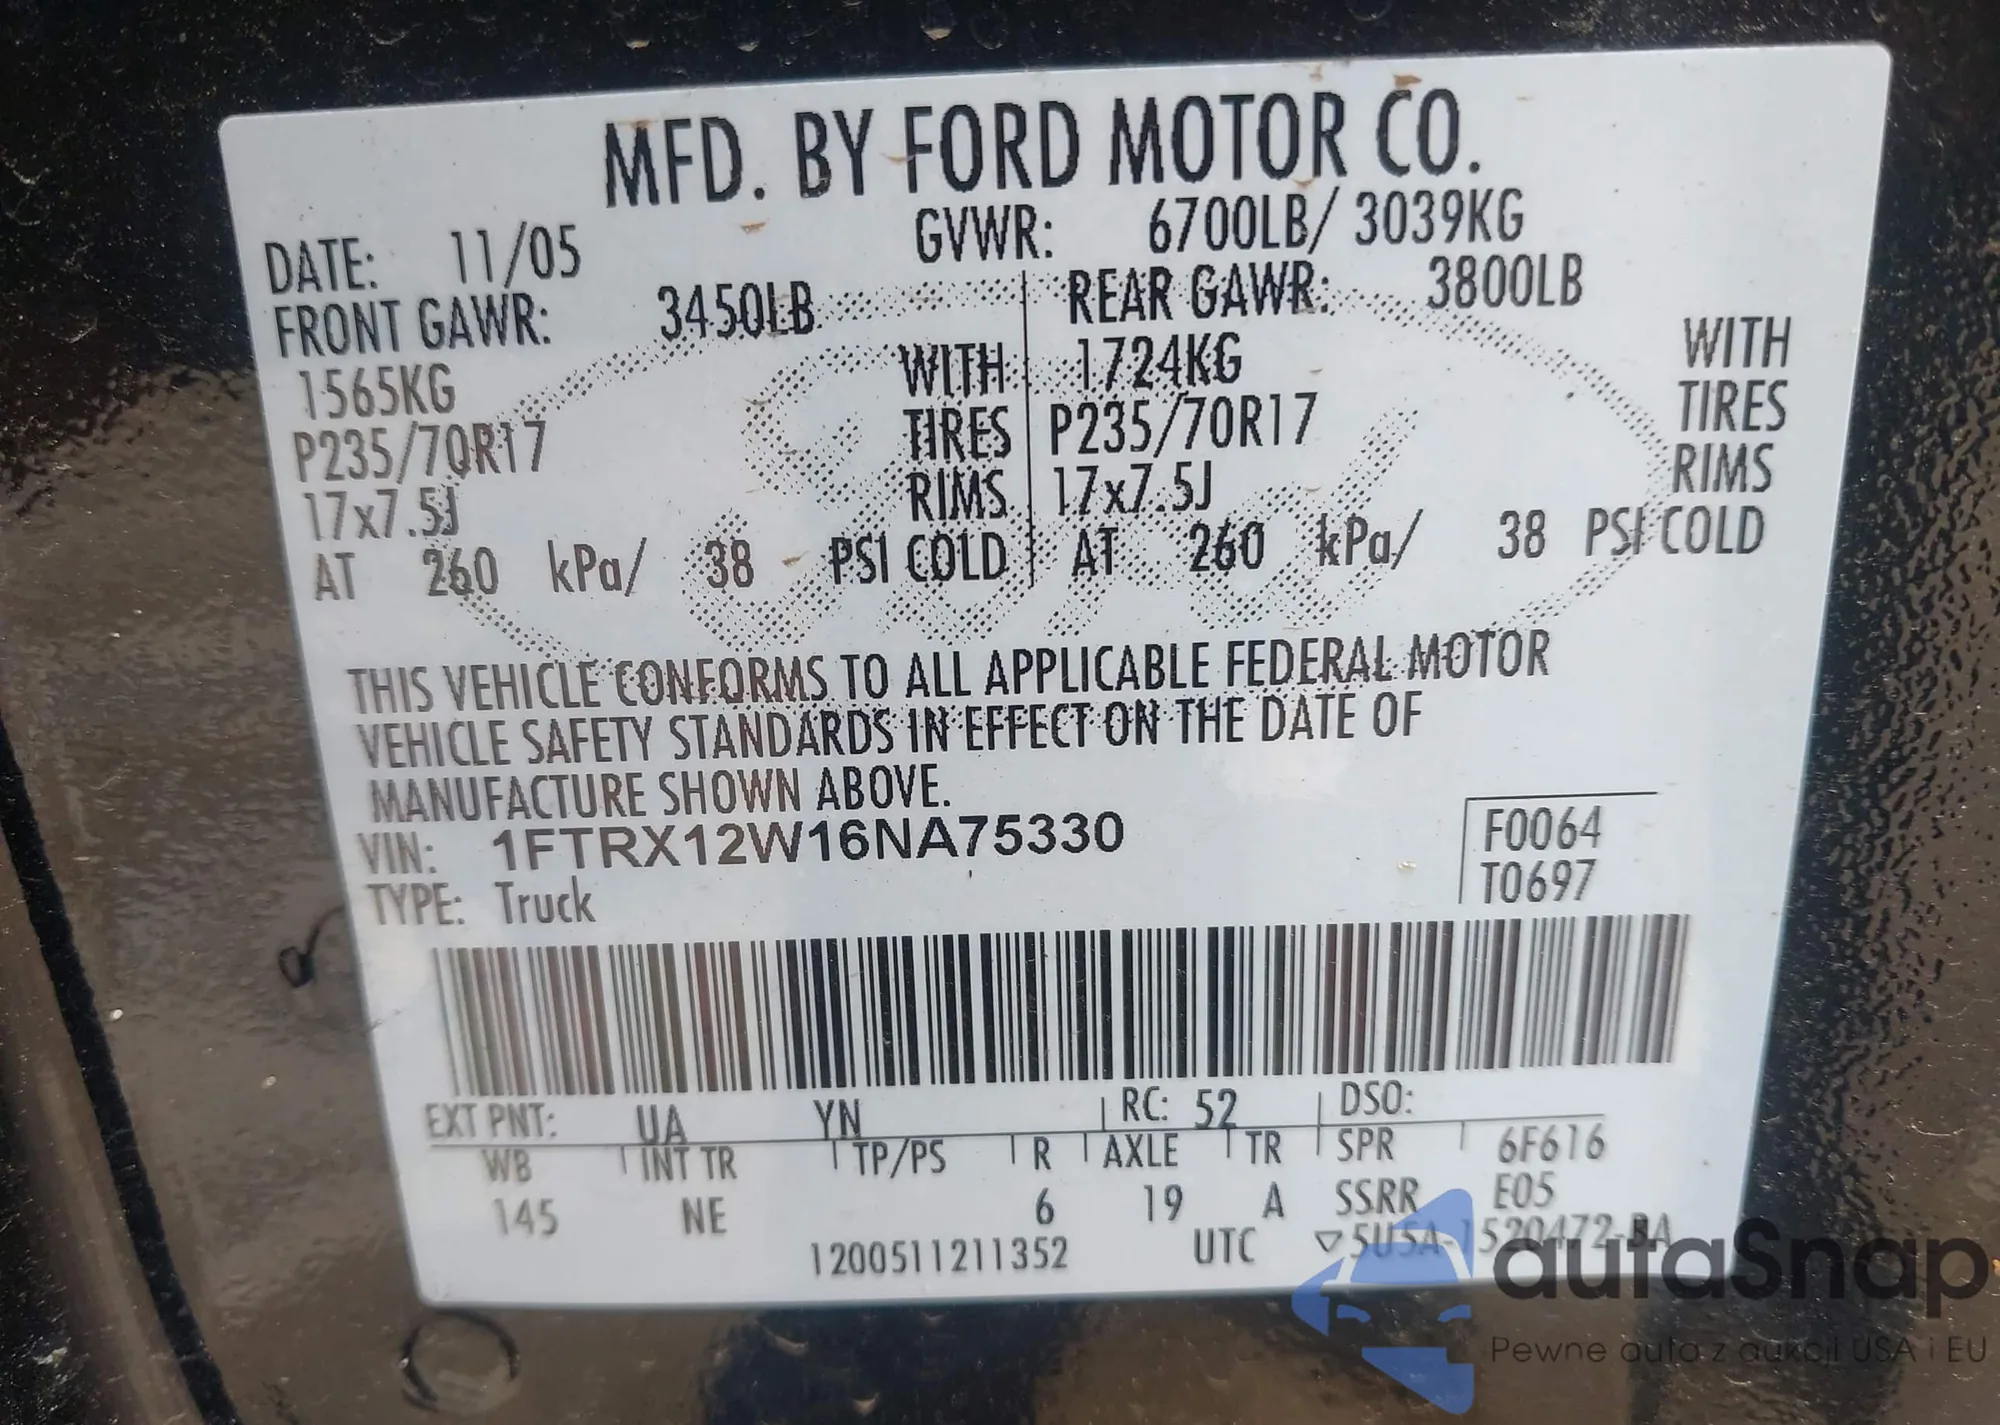 MFD. BY FORD MOTOR CO.
DATE: 11/05 GVWR: 6700LB/ 3039KG
FRONT GAWR: 3450LB REAR GAWR: 3800LB
1565KG WITH 1724KG WITH
P235/70R17 TIRES P235/70R17 TIRES
17x7.5J RIMS 17x7.5J RIMS
AT 260 kPa/ 38 PSI COLD AT 260 kPa/ 38 PSI COLD
THIS VEHICLE CONFORMS TO ALL APPLICABLE FEDERAL MOTOR
VEHICLE SAFETY STANDARDS IN EFFECT ON THE DATE OF
MANUFACTURE SHOWN ABOVE.
VIN: 1FTRX12W16NA75330 F0064
TYPE: Truck T0697
EXT PNT: UA YN RC: 52 DSO:
WB INT TR TP/PS R AXLE TR SPR 6F616
145 NE 6 19 A SSRR E05
1200511211352 UTC ▽5U5A-1520472-BA
autaSnap
Pewne auta z aukcji USA i EU